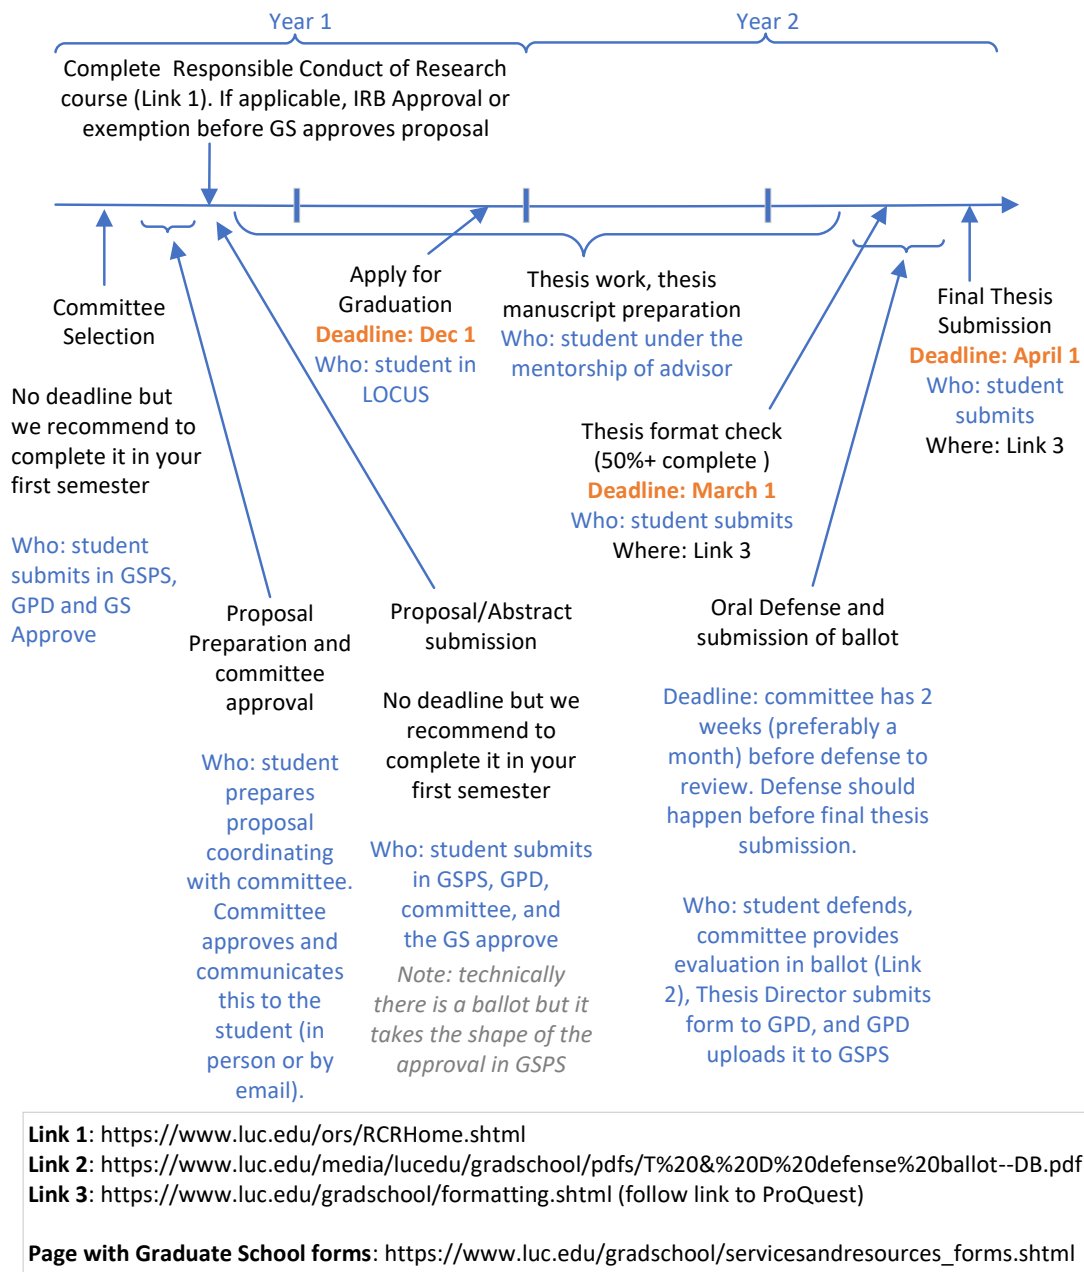 Year 1
Year 2
Complete  Responsible Conduct of Research
course (Link 1). If applicable, IRB Approval or
exemption before GS approves proposal
Committee
Selection
No deadline but
we recommend to
complete it in your
first semester
Who: student
submits in GSPS,
GPD and GS
Approve
Proposal
Preparation and
committee
approval
Who: student
prepares
proposal
coordinating
with committee.
Committee
approves and
communicates
this to the
student (in
person or by
email).
Proposal/Abstract
submission
No deadline but we
recommend to
complete it in your
first semester
Who: student submits
in GSPS, GPD,
committee, and
the GS approve
Note: technically
there is a ballot but it
takes the shape of the
approval in GSPS
Apply for
Graduation
Deadline: Dec 1
Who: student in
LOCUS
Thesis work, thesis
manuscript preparation
Who: student under the
mentorship of advisor
Thesis format check
(50%+ complete )
Deadline: March 1
Who: student submits
Where: Link 3
Oral Defense and
submission of ballot
Deadline: committee has 2
weeks (preferably a
month) before defense to
review. Defense should
happen before final thesis
submission.
Who: student defends,
committee provides
evaluation in ballot (Link
2), Thesis Director submits
form to GPD, and GPD
uploads it to GSPS
Final Thesis
Submission
Deadline: April 1
Who: student
submits
Where: Link 3
Link 1: https://www.luc.edu/ors/RCRHome.shtml
Link 2: https://www.luc.edu/media/lucedu/gradschool/pdfs/T%20&%20D%20defense%20ballot--DB.pdf
Link 3: https://www.luc.edu/gradschool/formatting.shtml (follow link to ProQuest)
Page with Graduate School forms: https://www.luc.edu/gradschool/servicesandresources_forms.shtml